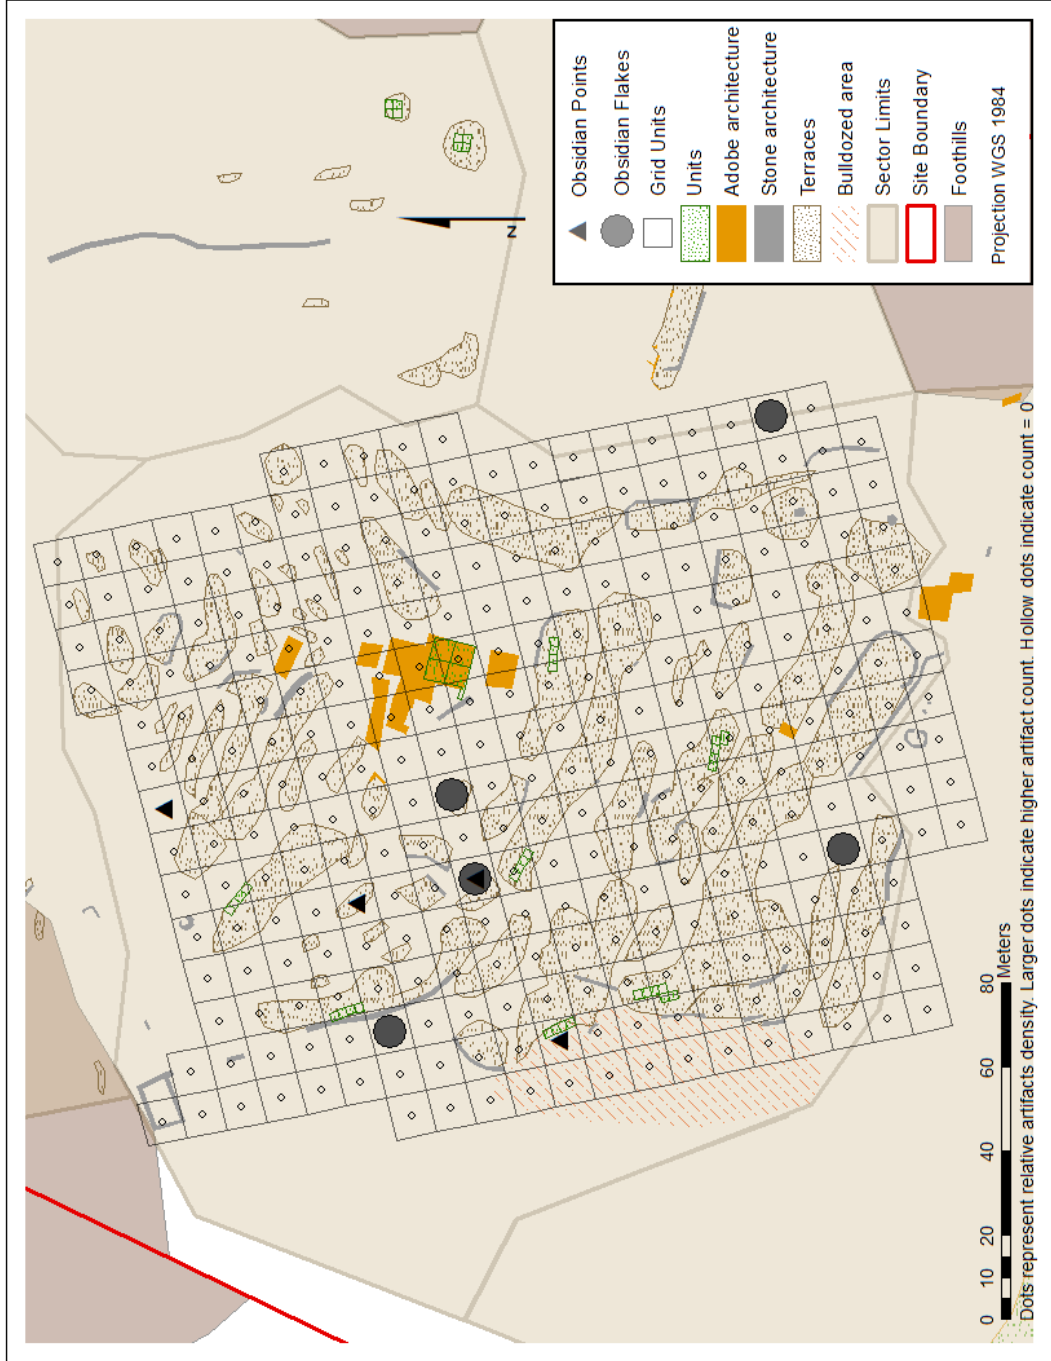 Obsidian Points
Obsidian Flakes
Grid Units
Units
Adobe architecture
Stone architecture
Terraces
Bulldozed area
Sector Limits
Site Boundary
Foothills
Projection WGS 1984
N
0 10 20 40 60 80
Meters
Dots represent relative artifacts density. Larger dots indicate higher artifact count. Hollow dots indicate count = 0